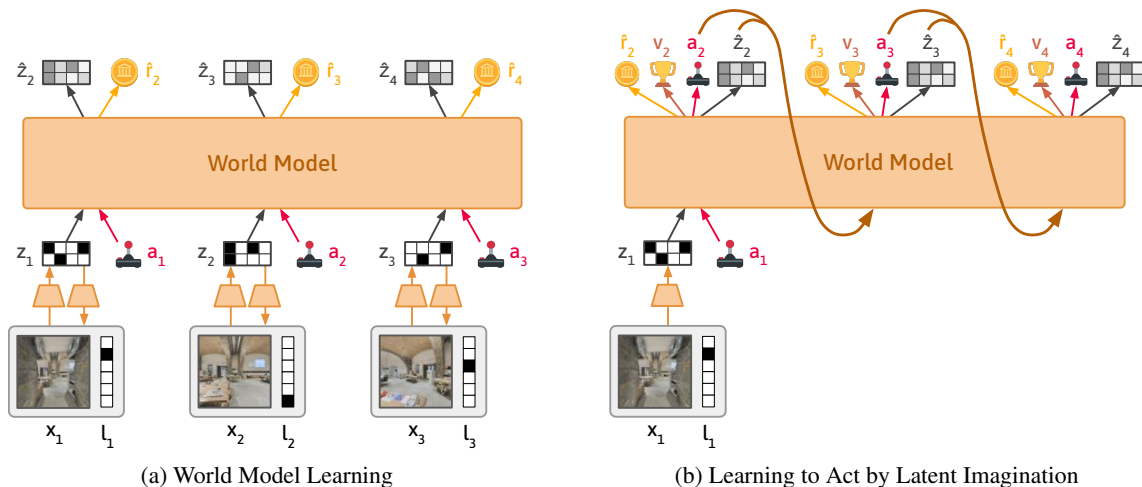 ẑ₂ r̂₂ ẑ₃ r̂₃ ẑ₄ r̂₄
World Model
z₁ a₁ z₂ a₂ z₃ a₃
x₁ l₁ x₂ l₂ x₃ l₃
(a) World Model Learning
r̂₂ v₂ a₂ ẑ₂ r̂₃ v₃ a₃ ẑ₃ r̂₄ v₄ a₄ ẑ₄
World Model
z₁ a₁
x₁ l₁
(b) Learning to Act by Latent Imagination